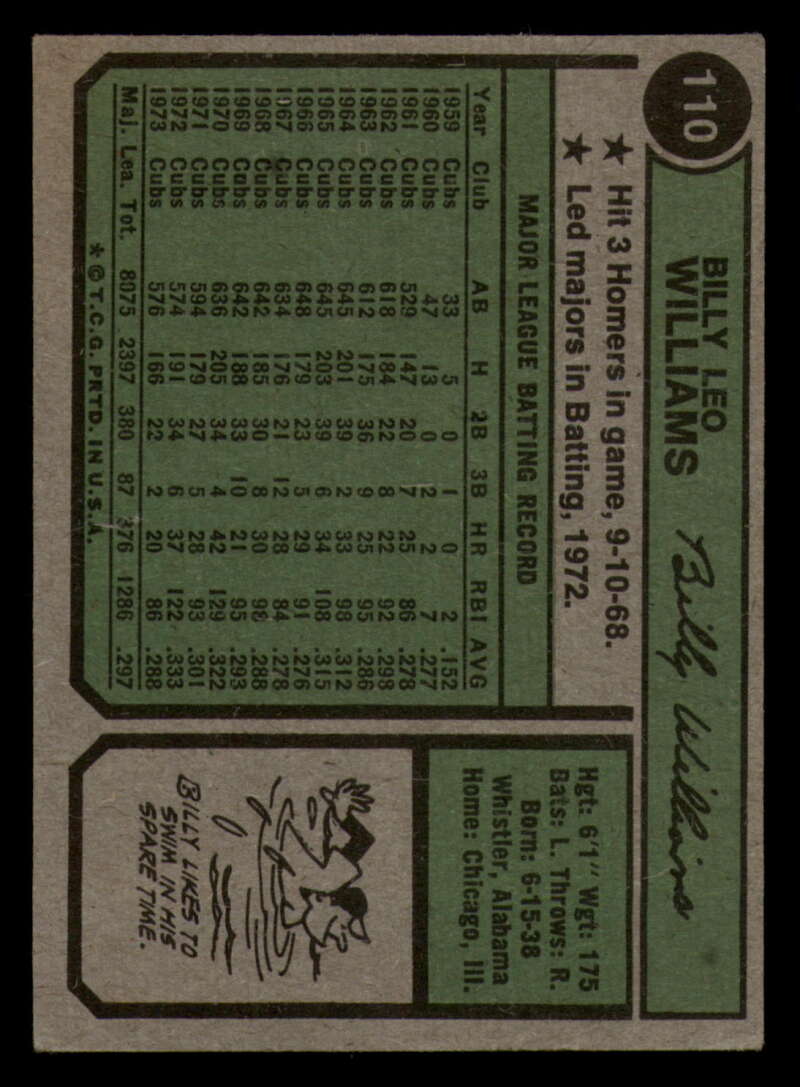 110
BILLY LEO
WILLIAMS
Billy Williams
★ Hit 3 Homers in game, 9-10-68.
★ Led majors in Batting, 1972.
MAJOR LEAGUE BATTING RECORD
Year Club AB H 2B 3B HR RBI AVG
1959 Cubs 33 5 0 1 0 2 .152
1960 Cubs 47 13 0 2 2 7 .277
1961 Cubs 529 147 20 7 25 86 .278
1962 Cubs 618 184 22 8 22 92 .298
1963 Cubs 612 175 36 9 25 95 .286
1964 Cubs 645 201 39 2 33 98 .312
1965 Cubs 645 203 39 6 34 108 .315
1966 Cubs 648 179 23 5 29 91 .276
1967 Cubs 634 176 21 12 28 84 .278
1968 Cubs 642 185 30 8 30 98 .288
1969 Cubs 642 188 33 10 21 95 .293
1970 Cubs 636 205 34 4 42 129 .322
1971 Cubs 594 179 27 5 28 93 .301
1972 Cubs 574 191 34 6 37 122 .333
1973 Cubs 576 166 22 2 20 86 .288
Maj. Lea. Tot. 8075 2397 380 87 376 1286 .297
* © T.C.G. PRTD. IN U.S.A.
Hgt: 6'1" Wgt: 175
Bats: L. Throws: R.
Born: 6-15-38
Whistler, Alabama
Home: Chicago, Ill.
BILLY LIKES TO
SWIM IN HIS
SPARE TIME.